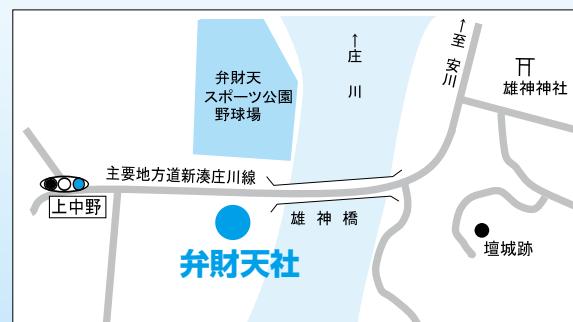 ↑庄川
↑至 安川
弁財天
スポーツ公園
野球場
雄神神社
主要地方道新湊庄川線
上中野
雄神橋
弁財天社
壇城跡